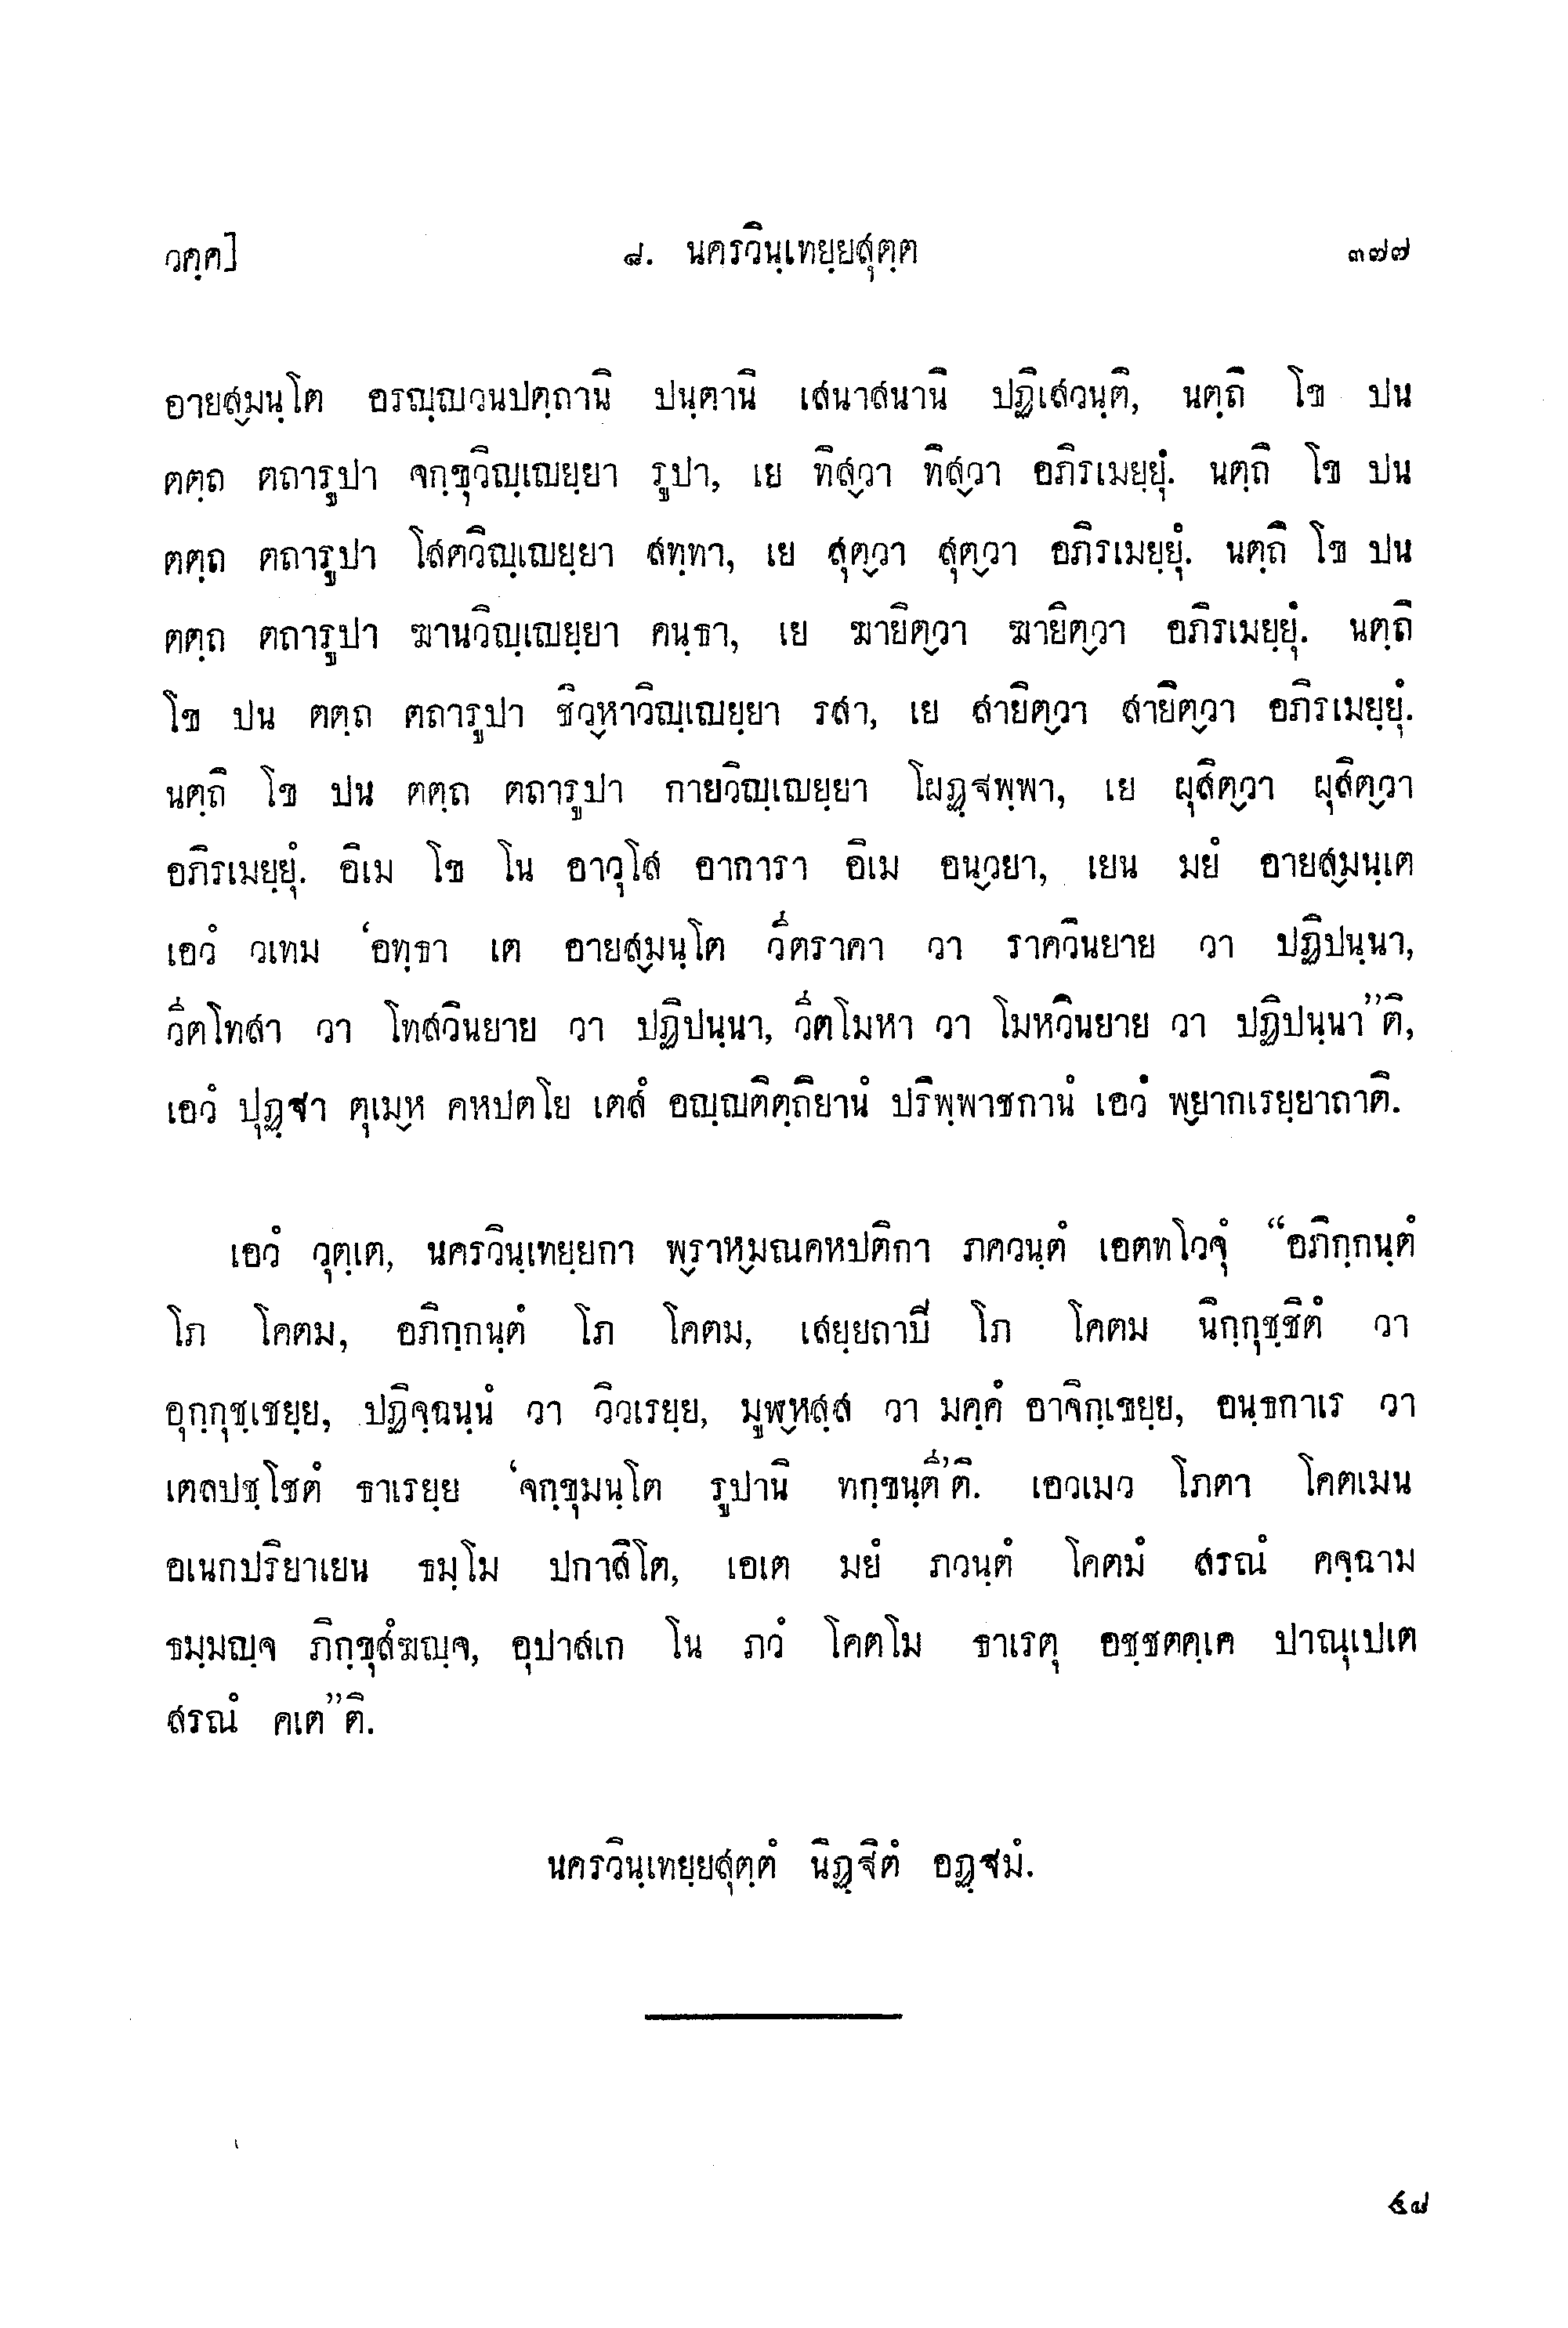 วคฺค]
๘. นครวินฺเทยฺยสุตฺต
๓๗๗
อายสฺมนฺโต อรญฺญวนปตฺถานิ ปนฺตานิ เสนาสนานิ ปฏิเสวนฺติ, นตฺถิ โข ปน
ตตฺถ ตถารูปา จกฺขุวิญฺเญยฺยา รูปา, เย ทิสฺวา ทิสฺวา อภิรเมยฺยุํ. นตฺถิ โข ปน
ตตฺถ ตถารูปา โสตวิญฺเญยฺยา สทฺทา, เย สุตฺวา สุตฺวา อภิรเมยฺยุํ. นตฺถิ โข ปน
ตตฺถ ตถารูปา ฆานวิญฺเญยฺยา คนฺธา, เย ฆายิตฺวา ฆายิตฺวา อภิรเมยฺยุํ. นตฺถิ
โข ปน ตตฺถ ตถารูปา ชิวฺหาวิญฺเญยฺยา รสา, เย สายิตฺวา สายิตฺวา อภิรเมยฺยุํ.
นตฺถิ โข ปน ตตฺถ ตถารูปา กายวิญฺเญยฺยา โผฏฺฐพฺพา, เย ผุสิตฺวา ผุสิตฺวา
อภิรเมยฺยุํ. อิเม โข โน อาวุโส อาการา อิเม อนฺวยา, เยน มยํ อายสฺมนฺเต
เอวํ วเทม ‘อทฺธา เต อายสฺมนฺโต วีตราคา วา ราควินยาย วา ปฏิปนฺนา,
วีตโทสา วา โทสวินยาย วา ปฏิปนฺนา, วีตโมหา วา โมหวินยาย วา ปฏิปนฺนา”ติ,
เอวํ ปุฏฺฐา ตุเมฺห คหปตโย เตสํ อญฺญติตฺถิยานํ ปริพฺพาชกานํ เอวํ พฺยากเรยฺยาถาติ.
เอวํ วุตฺเต, นครวินฺเทยฺยกา พฺราหฺมณคหปติกา ภควนฺตํ เอตทโวจุํ “อภิกฺกนฺตํ
โภ โคตม, อภิกฺกนฺตํ โภ โคตม, เสยฺยถาปิ โภ โคตม นิกฺกุชฺชิตํ วา
อุกฺกุชฺเชยฺย, ปฏิจฺฉนฺนํ วา วิวเรยฺย, มูฬฺหสฺส วา มคฺคํ อาจิกฺเขยฺย, อนฺธกาเร วา
เตลปชฺโชตํ ธาเรยฺย ‘จกฺขุมนฺโต รูปานิ ทกฺขนฺตี’ติ. เอวเมว โภตา โคตเมน
อเนกปริยาเยน ธมฺโม ปกาสิโต, เอเต มยํ ภวนฺตํ โคตมํ สรณํ คจฺฉาม
ธมฺมญฺจ ภิกฺขุสํฆญฺจ, อุปาสเก โน ภวํ โคตโม ธาเรตุ อชฺชตคฺเค ปาณุเปเต
สรณํ คเต”ติ.
นครวินฺเทยฺยสุตฺตํ นิฏฺฐิตํ อฏฺฐมํ.
๔๘